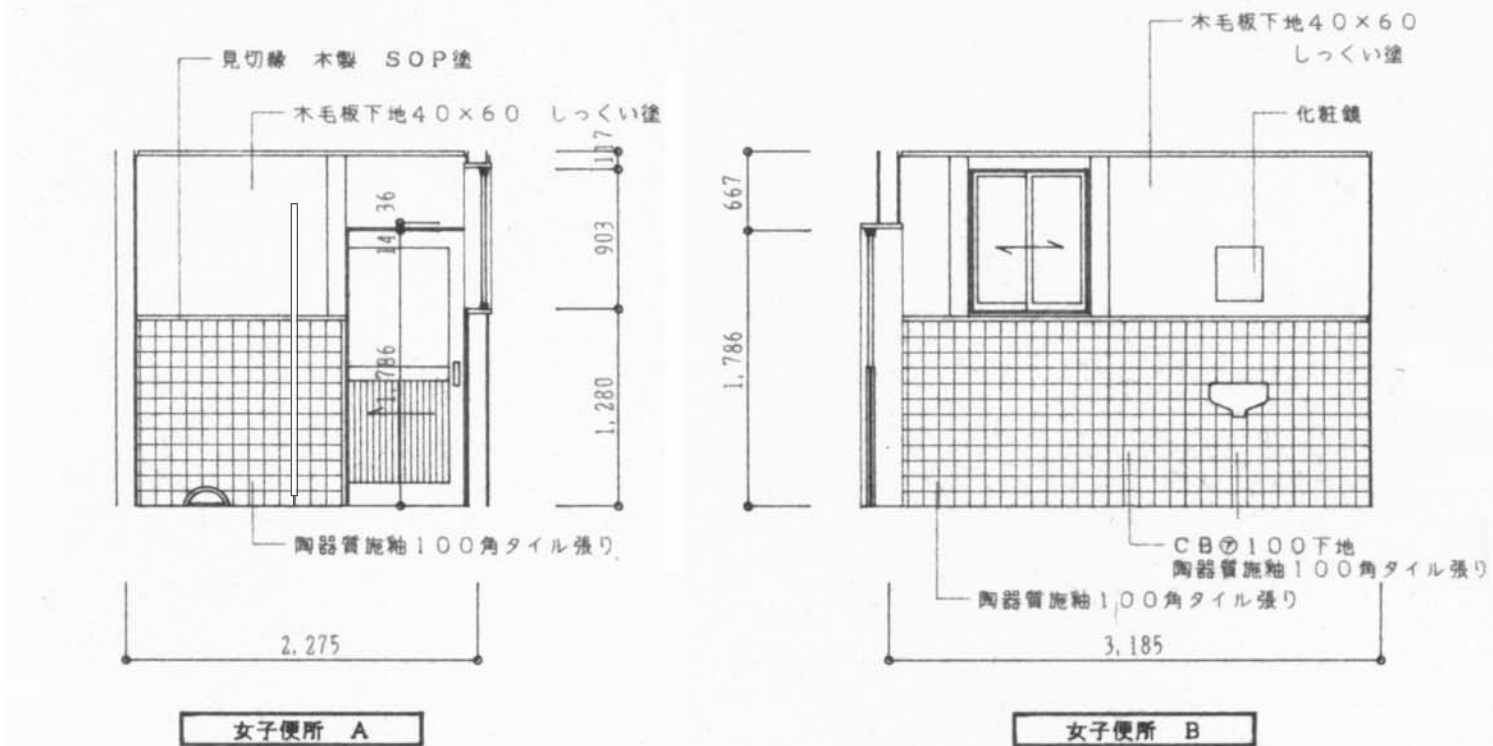 見切縁 木製 SOP塗
木毛板下地40×60 しっくい塗
117
903
1,280
36
14
1,786
陶器質施釉100角タイル張り
2,275
女子便所 A
木毛板下地40×60
しっくい塗
化粧鏡
667
1,786
CB㋐100下地
陶器質施釉100角タイル張り
陶器質施釉100角タイル張り
3,185
女子便所 B